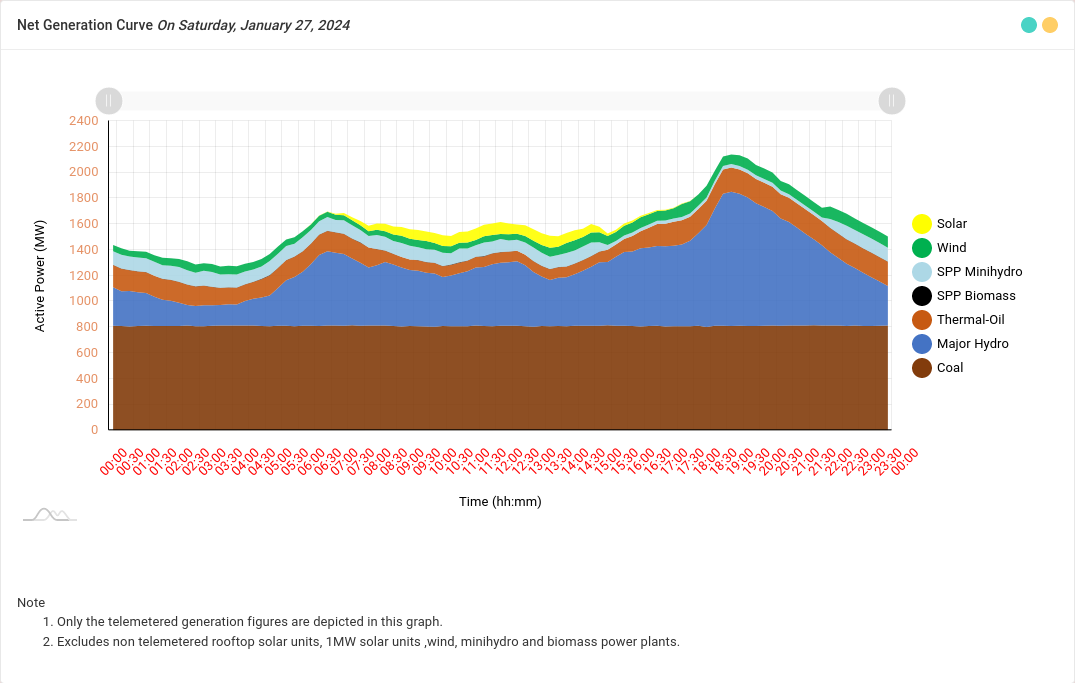 Net Generation Curve On Saturday, January 27, 2024
2400
2200
2000
1800
1600
1400
1200
1000
800
600
400
200
0
Active Power (MW)
Solar
Wind
SPP Minihydro
SPP Biomass
Thermal-Oil
Major Hydro
Coal
00:00 00:30 01:00 01:30 02:00 02:30 03:00 03:30 04:00 04:30 05:00 05:30 06:00 06:30 07:00 07:30 08:00 08:30 09:00 09:30 10:00 10:30 11:00 11:30 12:00 12:30 13:00 13:30 14:00 14:30 15:00 15:30 16:00 16:30 17:00 17:30 18:00 18:30 19:00 19:30 20:00 20:30 21:00 21:30 22:00 22:30 23:00 23:30 00:00
Time (hh:mm)
Note
1. Only the telemetered generation figures are depicted in this graph.
2. Excludes non telemetered rooftop solar units, 1MW solar units ,wind, minihydro and biomass power plants.